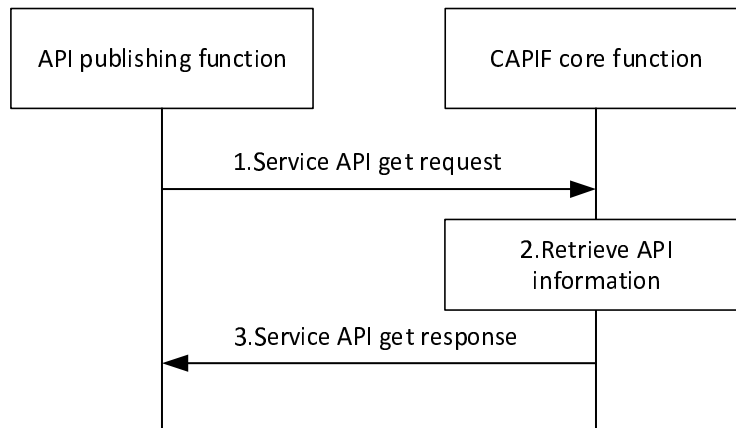 API publishing function
CAPIF core function
1.Service API get request
2.Retrieve API
information
3.Service API get response